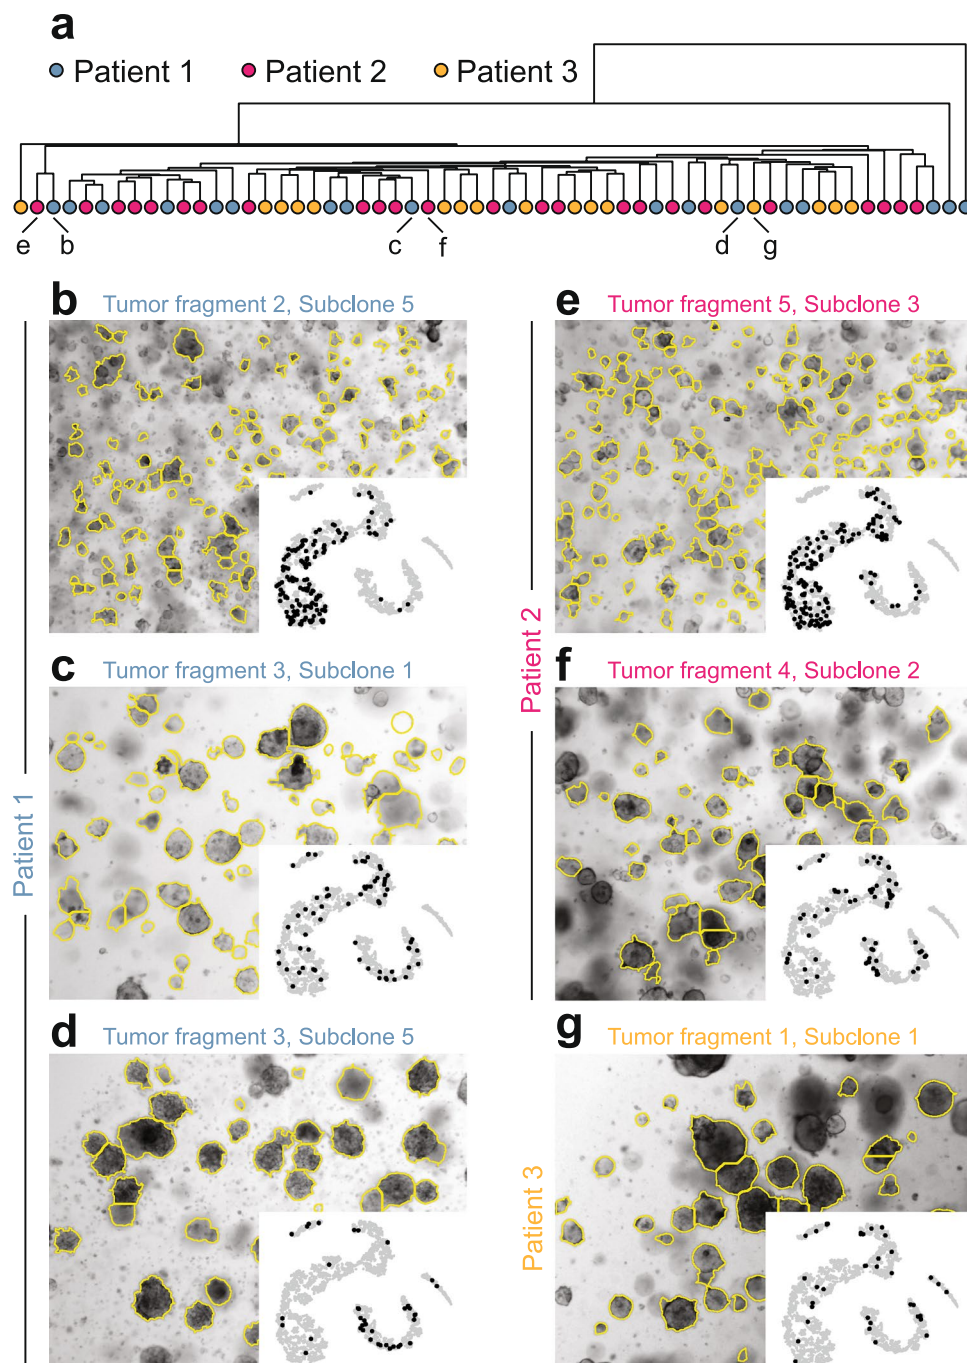 a
Patient 1 Patient 2 Patient 3
e b c f d g
b Tumor fragment 2, Subclone 5
e Tumor fragment 5, Subclone 3
c Tumor fragment 3, Subclone 1
f Tumor fragment 4, Subclone 2
d Tumor fragment 3, Subclone 5
g Tumor fragment 1, Subclone 1
Patient 1
Patient 2
Patient 3